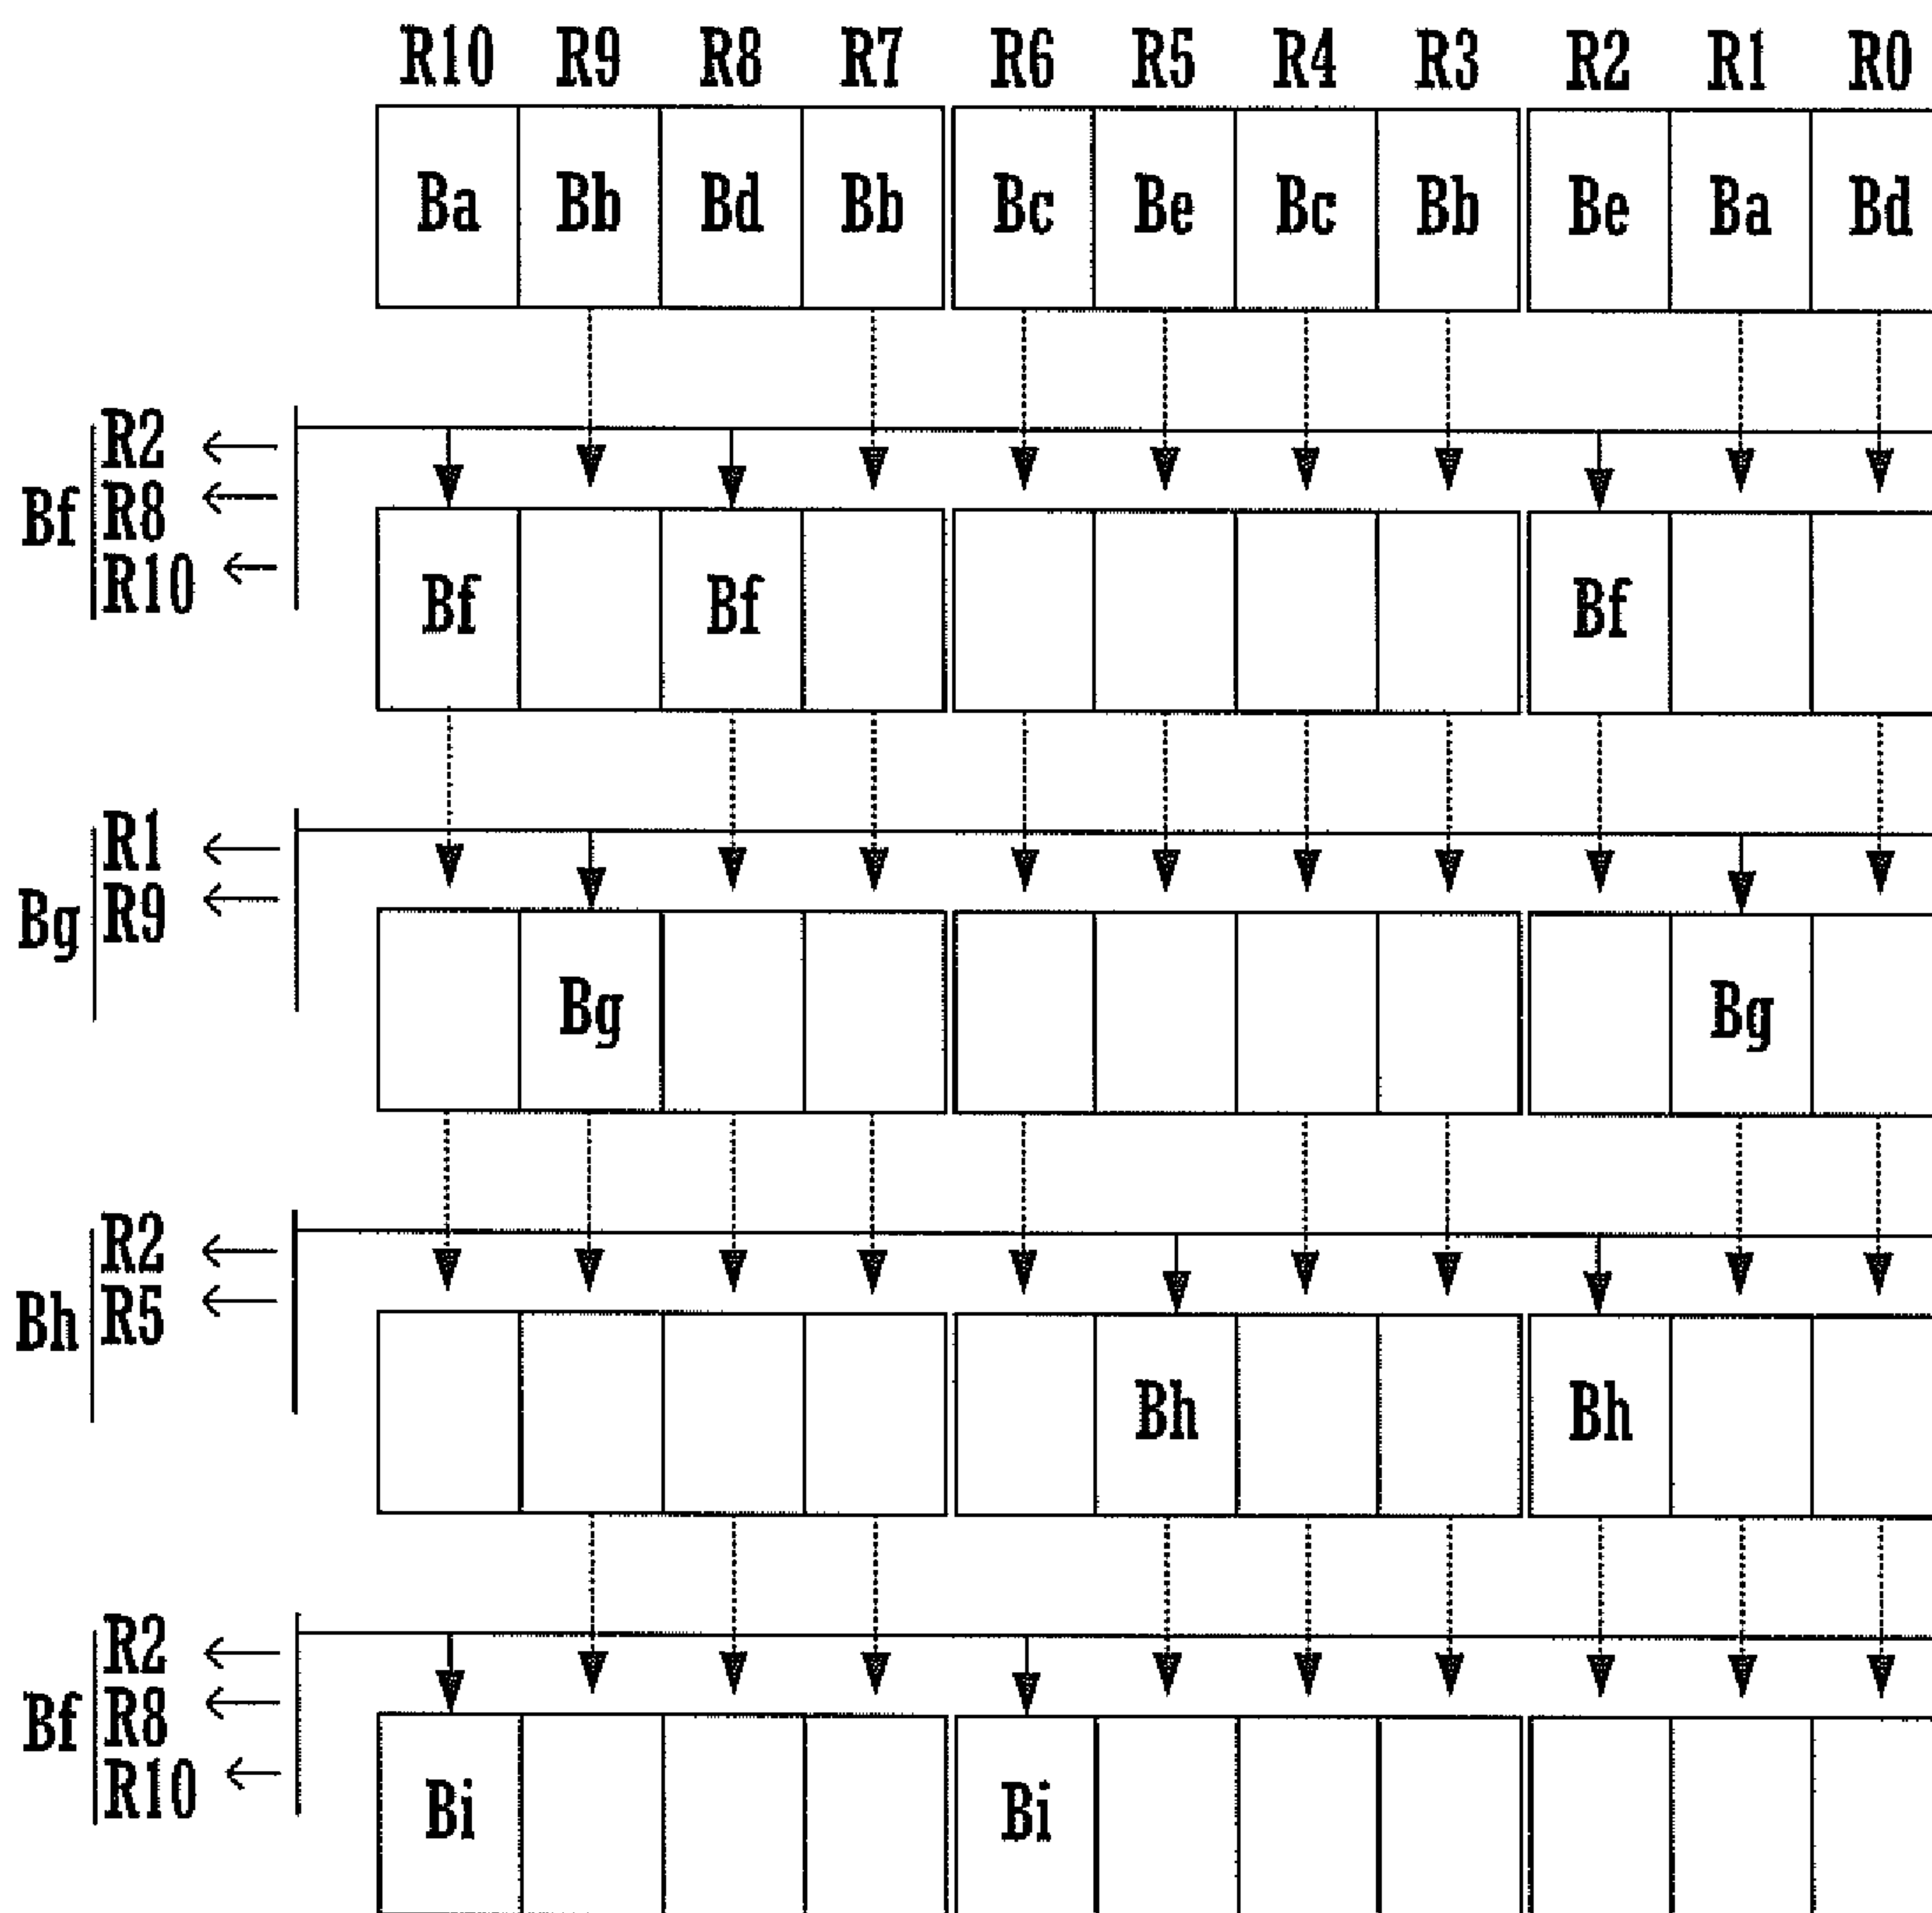 R10 R9 R8 R7 R6 R5 R4 R3 R2 R1 R0
Ba Bb Bd Bb Bc Be Bc Bb Be Ba Bd
R2
Bf R8
R10
Bf Bf Bf
R1
Bg R9
Bg Bg
R2
Bh R5
Bh Bh
R2
Bf R8
R10
Bi Bi